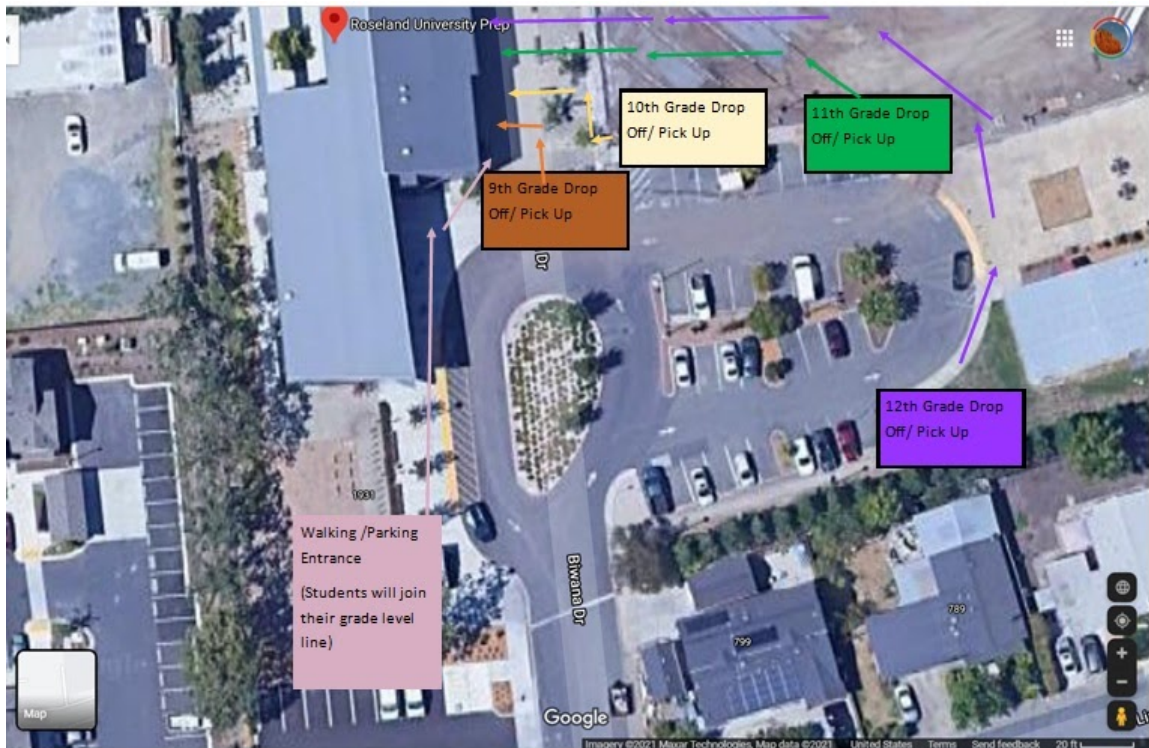 Roseland University Prep
10th Grade Drop
Off/ Pick Up
11th Grade Drop
Off/ Pick Up
9th Grade Drop
Off/ Pick Up
Dr
12th Grade Drop
Off/ Pick Up
1931
Walking /Parking
Entrance
(Students will join
their grade level
line)
Biwana Dr
789
799
Map
Google
Imagery ©2021 Maxar Technologies, Map data ©2021 United States Terms Send feedback 20 ft